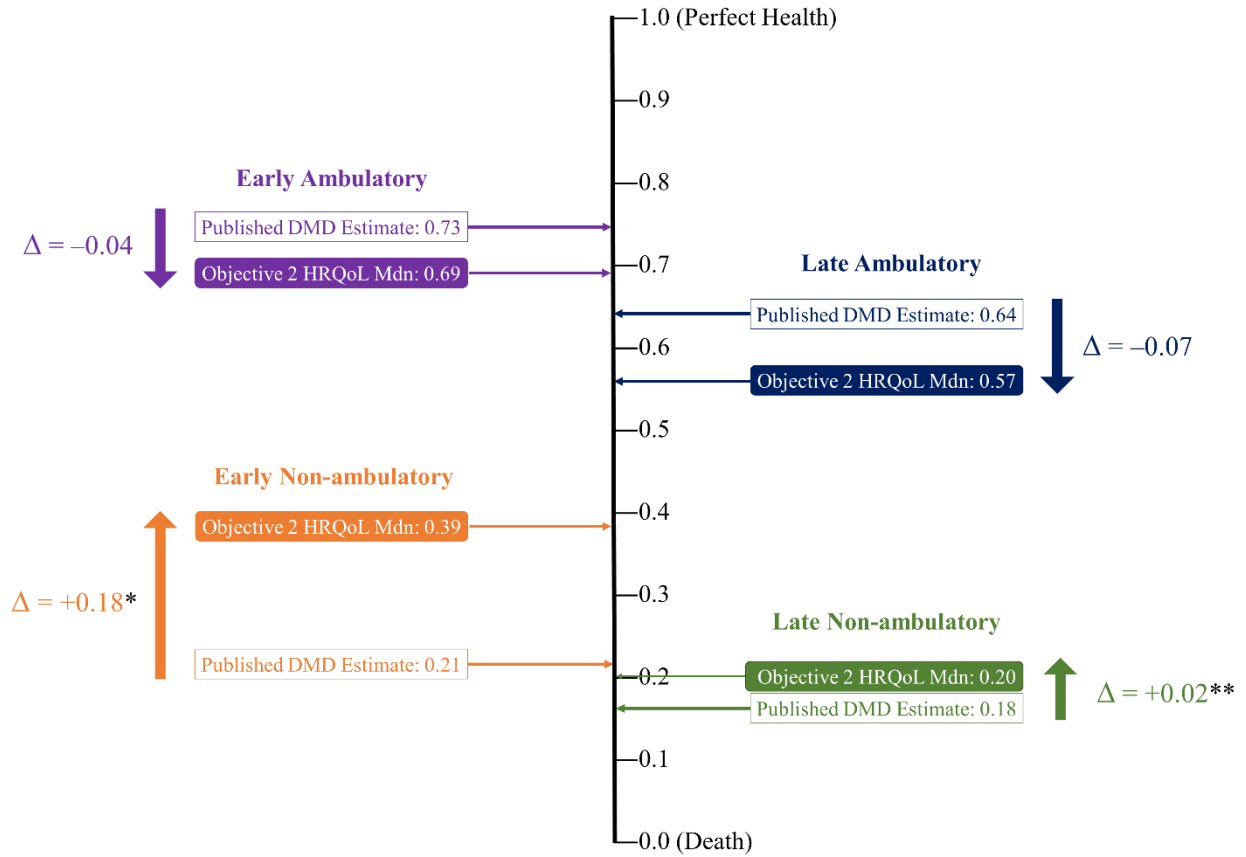 1.0 (Perfect Health)
0.9
0.8
Early Ambulatory
Published DMD Estimate: 0.73
Δ = –0.04
Objective 2 HRQoL Mdn: 0.69
0.7
Late Ambulatory
Published DMD Estimate: 0.64
0.6
Δ = –0.07
Objective 2 HRQoL Mdn: 0.57
0.5
Early Non-ambulatory
Objective 2 HRQoL Mdn: 0.39
0.4
Δ = +0.18*
0.3
Published DMD Estimate: 0.21
Late Non-ambulatory
0.2
Objective 2 HRQoL Mdn: 0.20
Δ = +0.02**
Published DMD Estimate: 0.18
0.1
0.0 (Death)